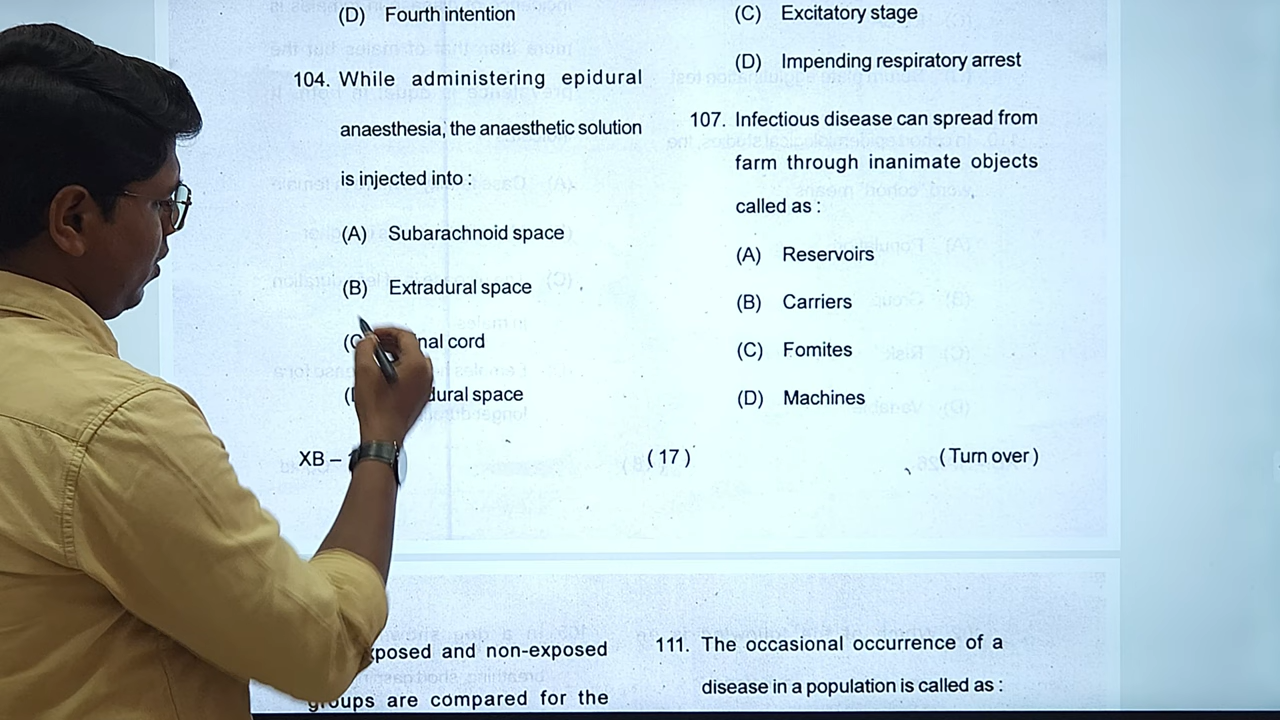 (D) Fourth intention
104. While administering epidural
anaesthesia, the anaesthetic solution
is injected into :
(A) Subarachnoid space
(B) Extradural space
cord
space
XB –
(C) Excitatory stage
(D) Impending respiratory arrest
107. Infectious disease can spread from
farm through inanimate objects
called as :
(A) Reservoirs
(B) Carriers
(C) Fomites
(D) Machines
( 17 )
( Turn over )
and non-exposed
groups are compared for the
111. The occasional occurrence of a
disease in a population is called as :